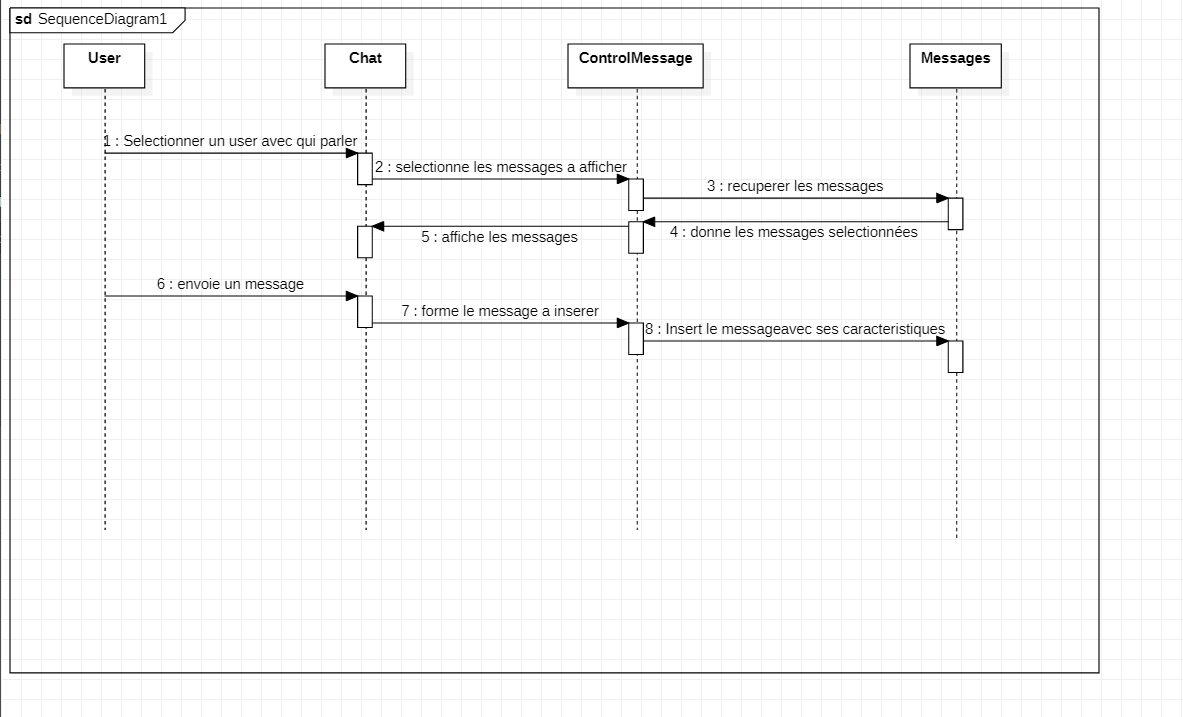 sd SequenceDiagram1
User
Chat
ControlMessage
Messages
1 : Selectionner un user avec qui parler
2 : selectionne les messages a afficher
3 : recuperer les messages
4 : donne les messages selectionnées
5 : affiche les messages
6 : envoie un message
7 : forme le message a inserer
8 : Insert le messageavec ses caracteristiques